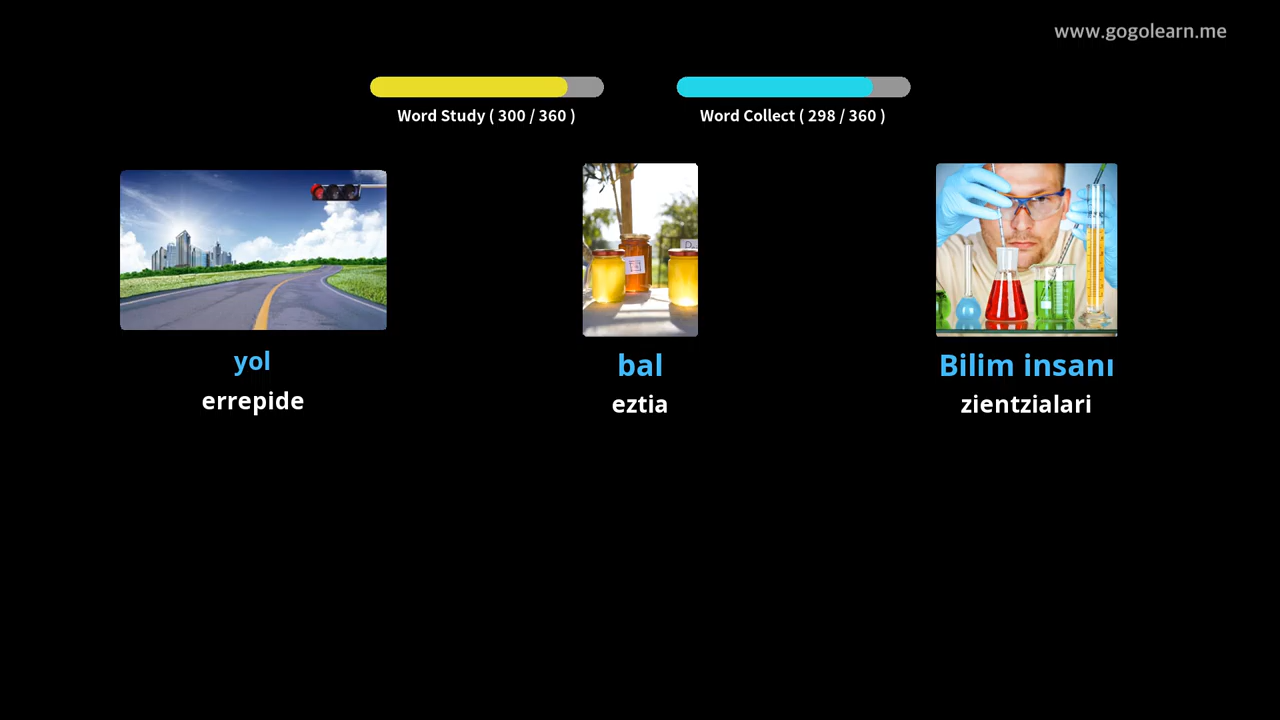 www.gogolearn.me
Word Study ( 300 / 360 )
Word Collect ( 298 / 360 )
yol
errepide
bal
eztia
Bilim insanı
zientzialari